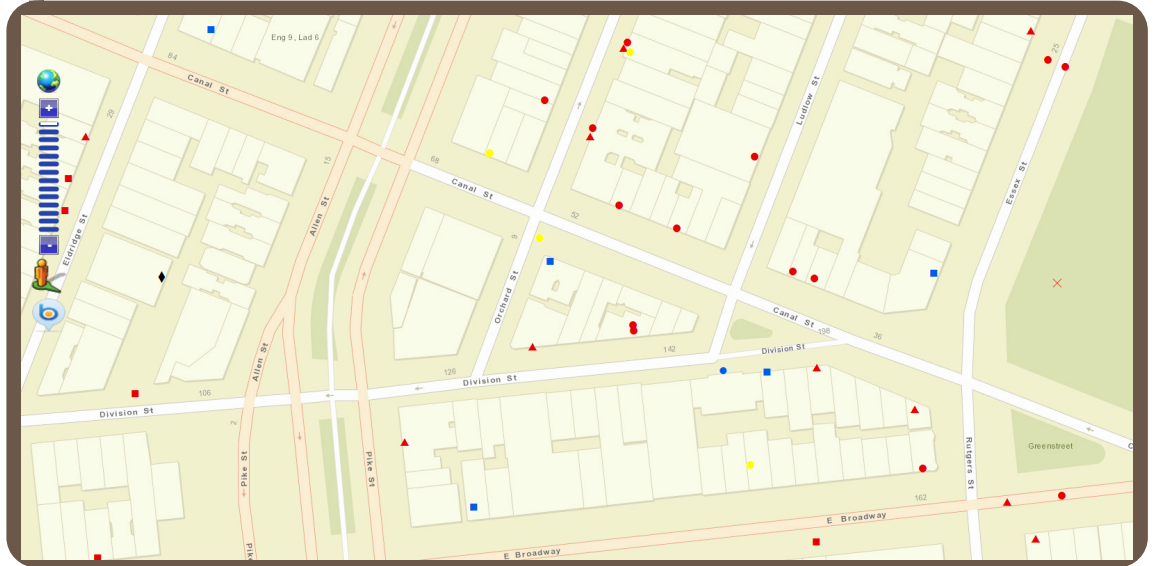 Eng 9, Lad 6
84
Canal St
25
29
Ludlow St
15
68
Canal St
Essex St
52
Allen St
Eldridge St
9
+
-
b
Orchard St
Canal St
198
36
142
Division St
Allen St
126
Division St
106
Division St
2
Pike St
Pike St
Rutgers St
Greenstreet
C
162
E Broadway
E Broadway
Pike